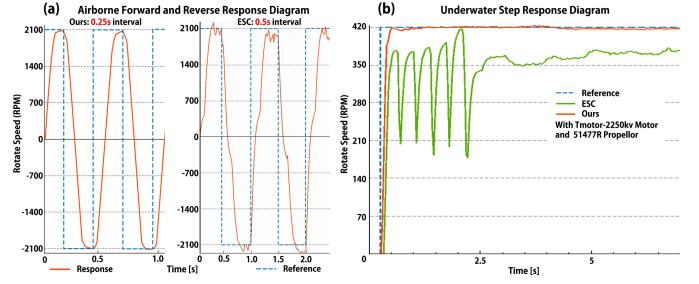 (a) Airborne Forward and Reverse Response Diagram
Ours: 0.25s interval
ESC: 0.5s interval
Rotate Speed (RPM)
2100
1400
700
0
-700
-1400
-2100
0
0.5
1.0
2100
1400
700
0
-700
-1400
-2100
0
0.5
1.0
1.5
2.0
Response
Time [s]
Reference
(b) Underwater Step Response Diagram
Rotate Speed (RPM)
420
350
280
210
140
70
0
2.5
5
Time [s]
Reference
ESC
Ours
With Tmotor-2250kv Motor
and 51477R Propellor